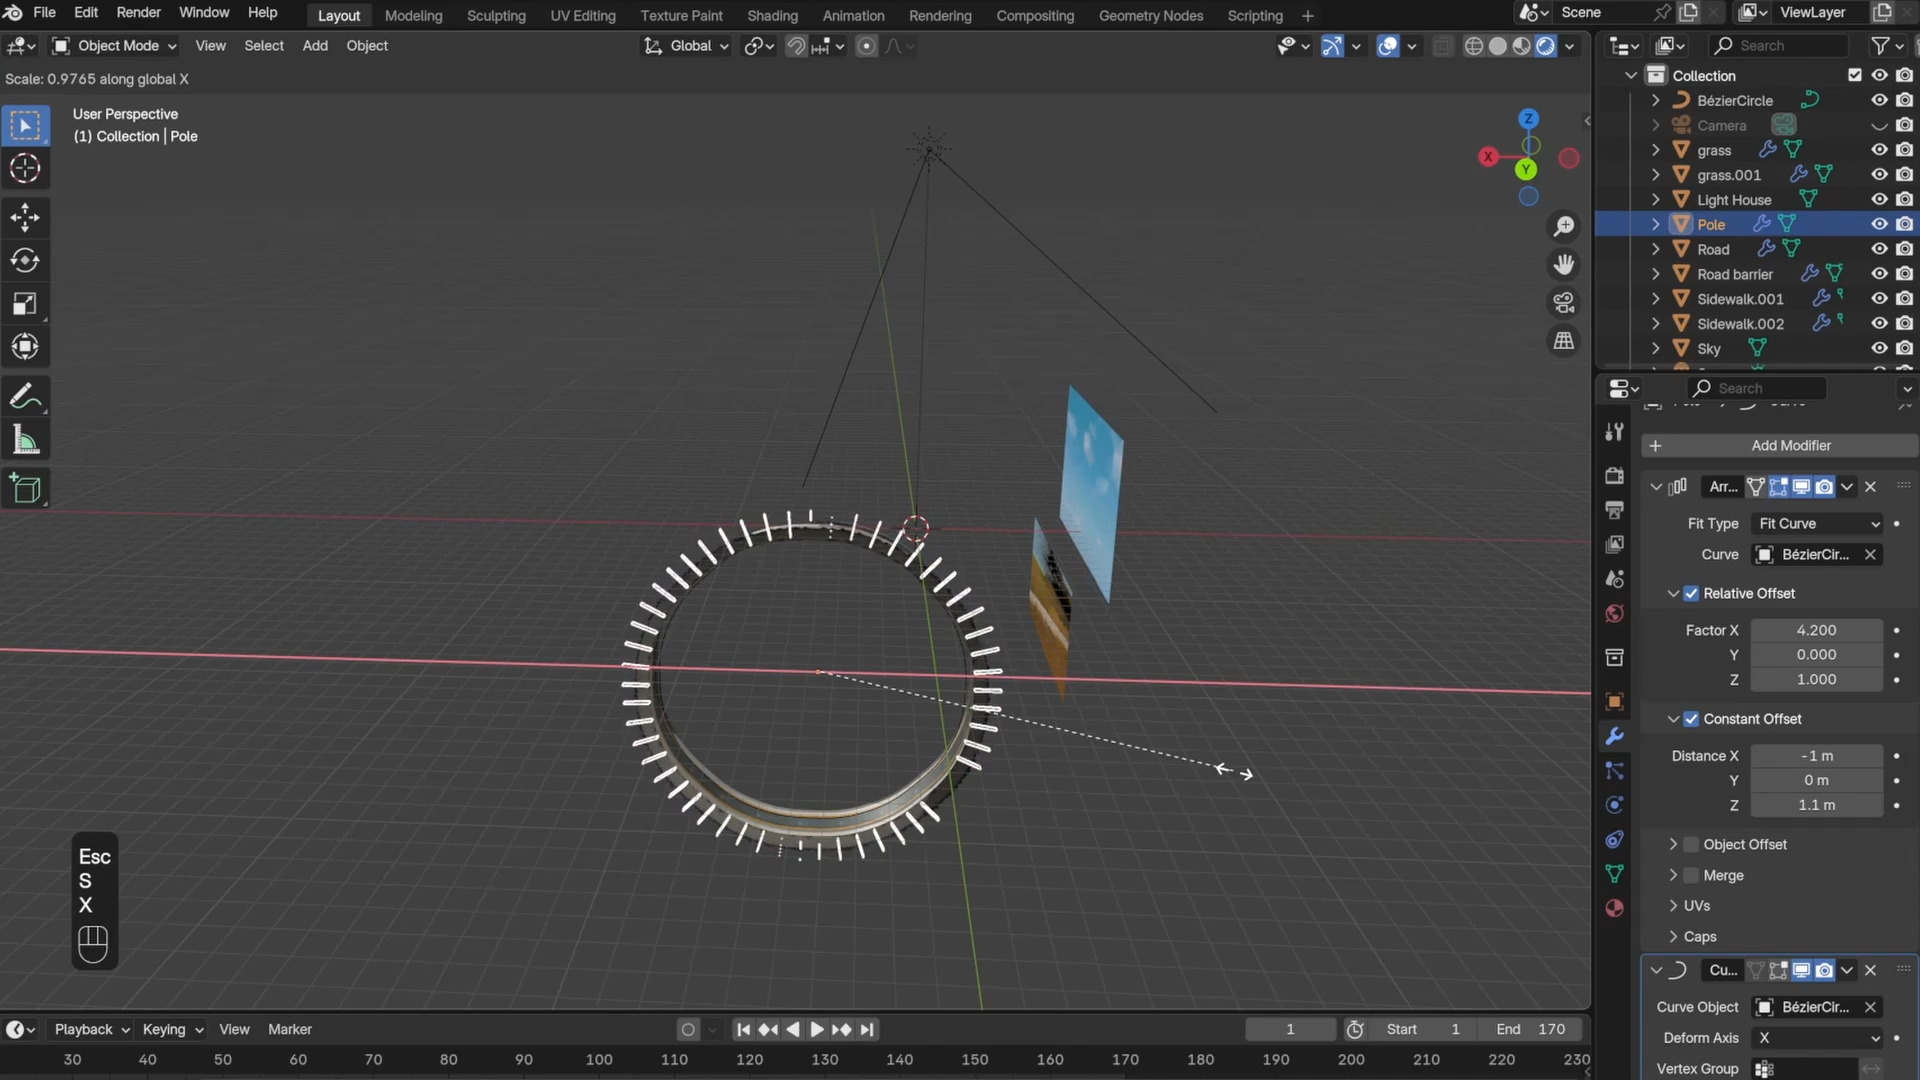 File Edit Render Window Help Layout Modeling Sculpting UV Editing Texture Paint Shading Animation Rendering Compositing Geometry Nodes Scripting + Scene ViewLayer
Object Mode View Select Add Object Global Search
Scale: 0.9765 along global X
User Perspective
(1) Collection | Pole
Z
X
Y
Collection
BézierCircle
Camera
grass
grass.001
Light House
Pole
Road
Road barrier
Sidewalk.001
Sidewalk.002
Sky
Search
Add Modifier
Arr...
Fit Type Fit Curve
Curve BézierCir...
Relative Offset
Factor X 4.200
Y 0.000
Z 1.000
Constant Offset
Distance X -1 m
Y 0 m
Z 1.1 m
Object Offset
Merge
UVs
Caps
Cu...
Curve Object BézierCir...
Deform Axis X
Vertex Group
Esc
S
X
Playback Keying View Marker 1 Start 1 End 170
30 40 50 60 70 80 90 100 110 120 130 140 150 160 170 180 190 200 210 220 230